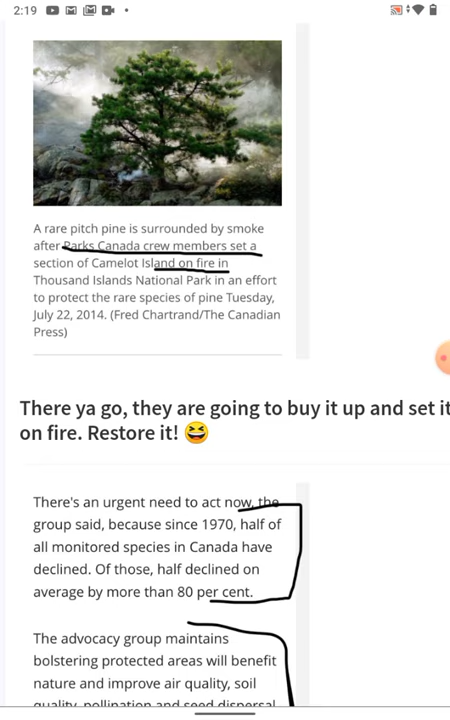 2:19
A rare pitch pine is surrounded by smoke
after Parks Canada crew members set a
section of Camelot Island on fire in
Thousand Islands National Park in an effort
to protect the rare species of pine Tuesday,
July 22, 2014. (Fred Chartrand/The Canadian
Press)
There ya go, they are going to buy it up and set it
on fire. Restore it! 😆
There's an urgent need to act now, the
group said, because since 1970, half of
all monitored species in Canada have
declined. Of those, half declined on
average by more than 80 per cent.
The advocacy group maintains
bolstering protected areas will benefit
nature and improve air quality, soil
quality, pollination and seed dispersal